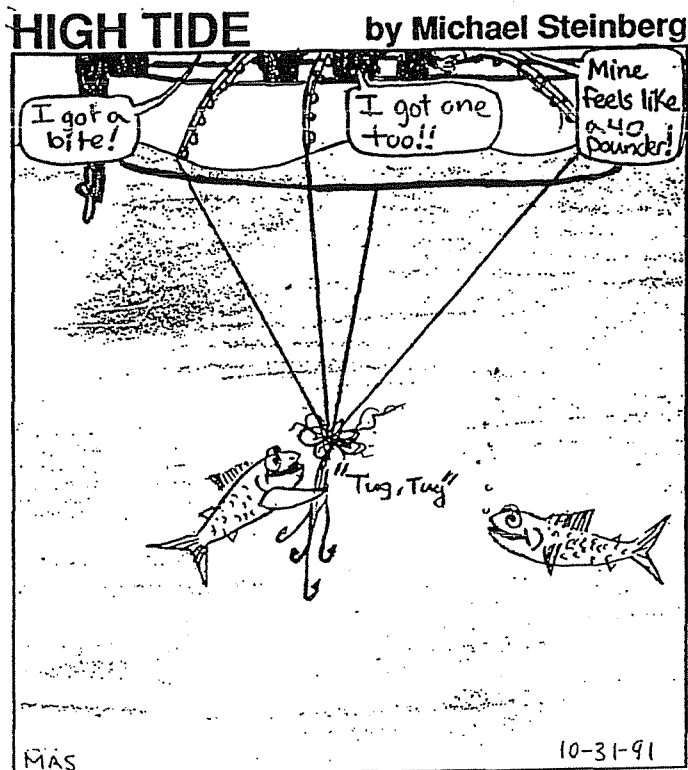 HIGH TIDE
by Michael Steinberg
I got a
bite!
I got one
too!!
Mine
feels like
a 40
Pounder!
"Tug, Tug"
MAS
10-31-91